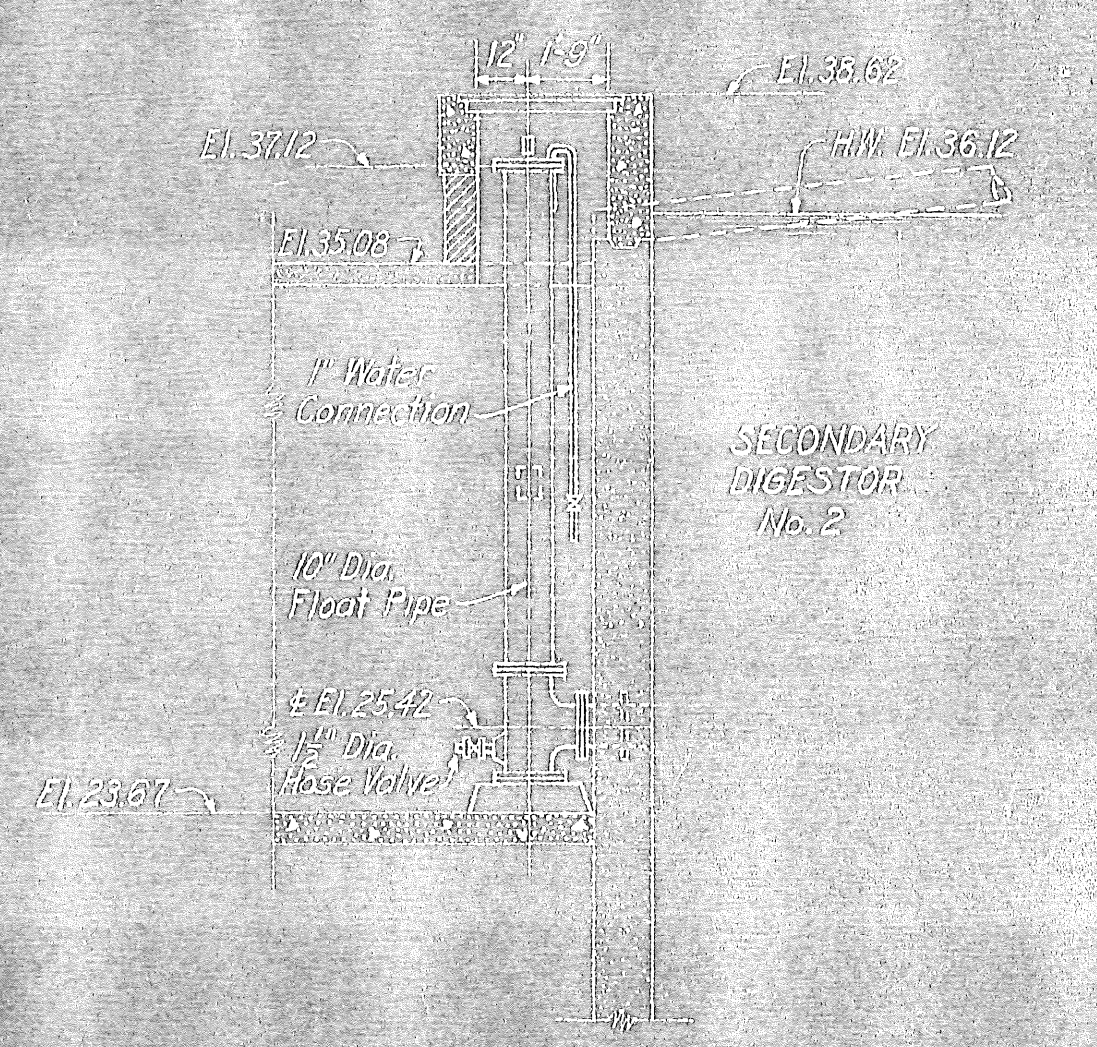 12" 1'-9"
El. 38.62
El. 37.12
H.W. El. 36.12
El. 35.08
1" Water
Connection
SECONDARY
DIGESTOR
No. 2
10" Dia.
Float Pipe
℄ El. 25.42
1½" Dia.
Hose Valve
El. 23.67